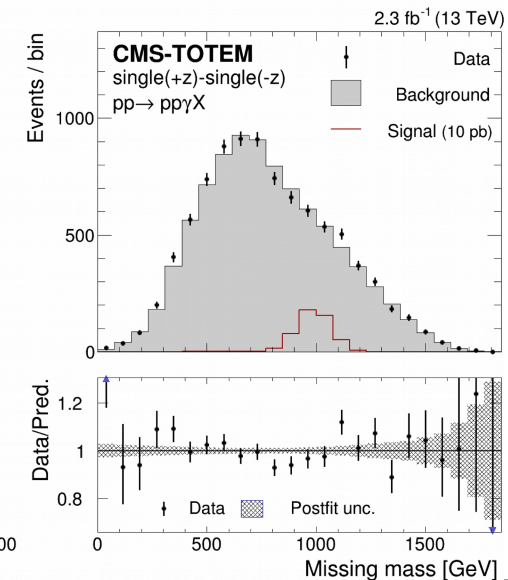 2.3 fb⁻¹ (13 TeV)
CMS-TOTEM
single(+z)-single(-z)
pp→ ppγX
Data
Background
Signal (10 pb)
Events / bin
1000
500
0
Data/Pred.
1.2
1
0.8
Data
Postfit unc.
00
0 500 1000 1500
Missing mass [GeV]